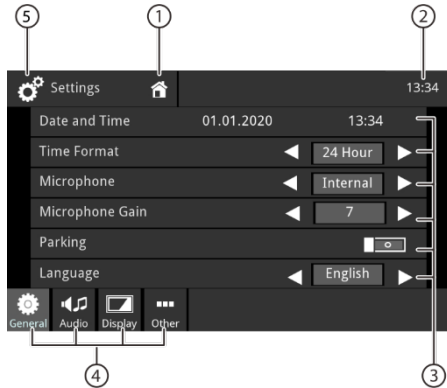 5 1 2
Settings 13:34
Date and Time 01.01.2020 13:34
Time Format 24 Hour
Microphone Internal
Microphone Gain 7
Parking
Language English
General Audio Display Other
4 3